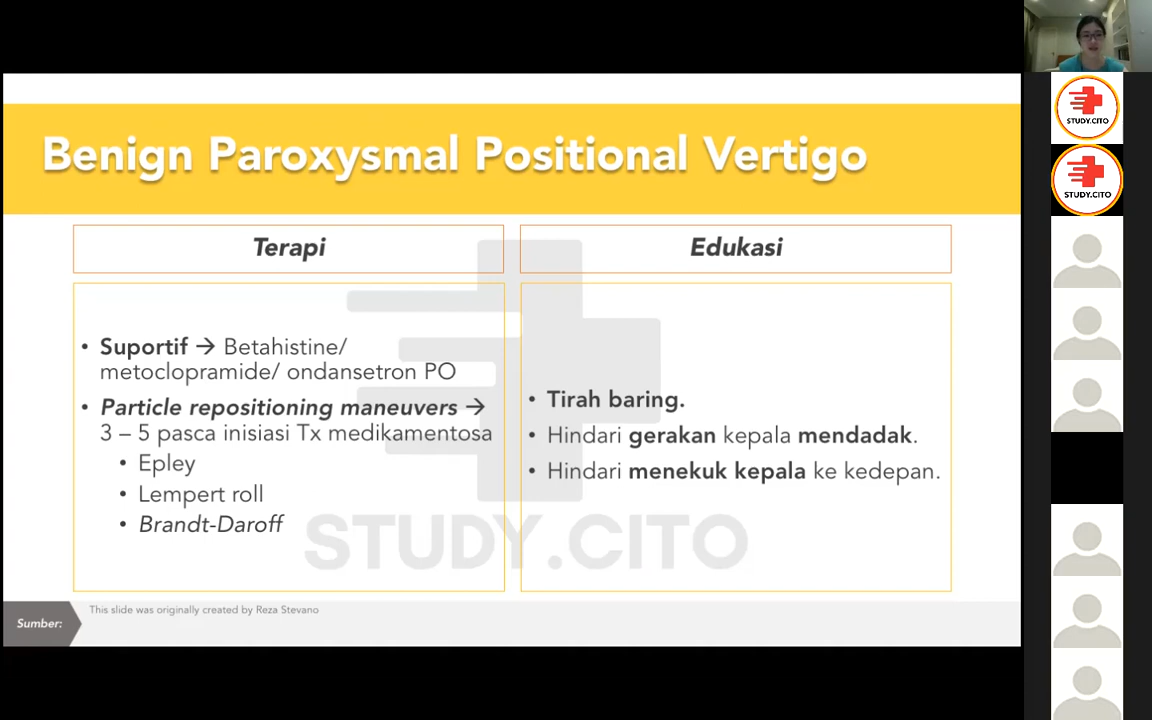 Benign Paroxysmal Positional Vertigo
Terapi
Edukasi
• Suportif → Betahistine/
metoclopramide/ ondansetron PO
• Particle repositioning maneuvers →
3 – 5 pasca inisiasi Tx medikamentosa
• Epley
• Lempert roll
• Brandt-Daroff
• Tirah baring.
• Hindari gerakan kepala mendadak.
• Hindari menekuk kepala ke kedepan.
STUDY.CITO
Sumber:
This slide was originally created by Reza Stevano
STUDY.CITO
STUDY.CITO